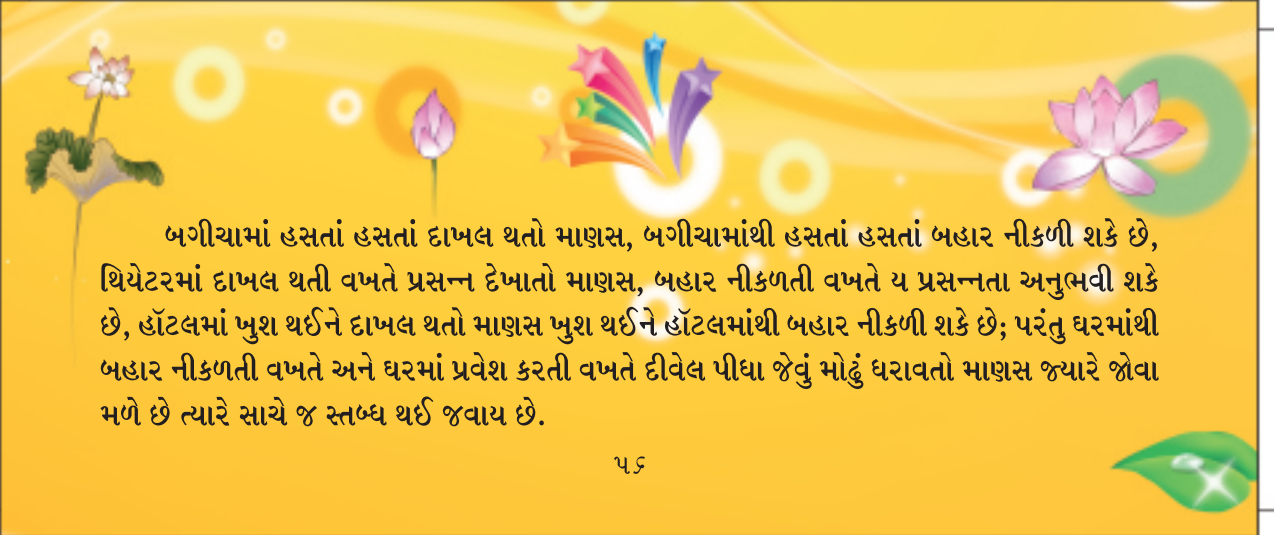 બગીચામાં હસતાં હસતાં દાખલ થતો માણસ, બગીચામાંથી હસતાં હસતાં બહાર નીકળી શકે છે,
થિયેટરમાં દાખલ થતી વખતે પ્રસન્ન દેખાતો માણસ, બહાર નીકળતી વખતે ય પ્રસન્નતા અનુભવી શકે
છે, હૉટલમાં ખુશ થઈને દાખલ થતો માણસ ખુશ થઈને હૉટલમાંથી બહાર નીકળી શકે છે; પરંતુ ઘરમાંથી
બહાર નીકળતી વખતે અને ઘરમાં પ્રવેશ કરતી વખતે દીવેલ પીધા જેવું મોઢું ધરાવતો માણસ જ્યારે જોવા
મળે છે ત્યારે સાચે જ સ્તબ્ધ થઈ જવાય છે.
૫૬